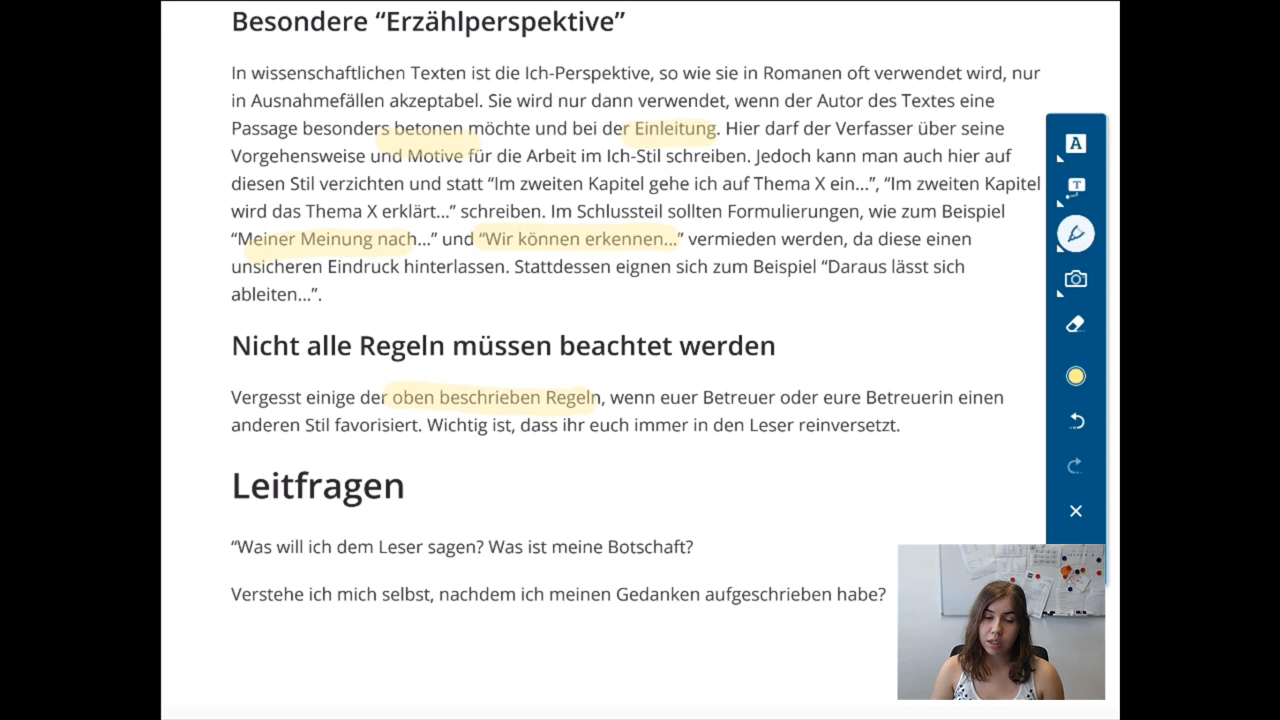 Besondere “Erzählperspektive”
In wissenschaftlichen Texten ist die Ich-Perspektive, so wie sie in Romanen oft verwendet wird, nur
in Ausnahmefällen akzeptabel. Sie wird nur dann verwendet, wenn der Autor des Textes eine
Passage besonders betonen möchte und bei der Einleitung. Hier darf der Verfasser über seine
Vorgehensweise und Motive für die Arbeit im Ich-Stil schreiben. Jedoch kann man auch hier auf
diesen Stil verzichten und statt “Im zweiten Kapitel gehe ich auf Thema X ein…”, “Im zweiten Kapitel
wird das Thema X erklärt…” schreiben. Im Schlussteil sollten Formulierungen, wie zum Beispiel
“Meiner Meinung nach…” und “Wir können erkennen…” vermieden werden, da diese einen
unsicheren Eindruck hinterlassen. Stattdessen eignen sich zum Beispiel “Daraus lässt sich
ableiten…”.
Nicht alle Regeln müssen beachtet werden
Vergesst einige der oben beschrieben Regeln, wenn euer Betreuer oder eure Betreuerin einen
anderen Stil favorisiert. Wichtig ist, dass ihr euch immer in den Leser reinversetzt.
Leitfragen
“Was will ich dem Leser sagen? Was ist meine Botschaft?
Verstehe ich mich selbst, nachdem ich meinen Gedanken aufgeschrieben habe?
A
T